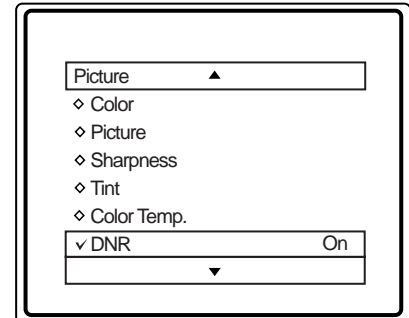 Picture
Color
Picture
Sharpness
Tint
Color Temp.
DNR On